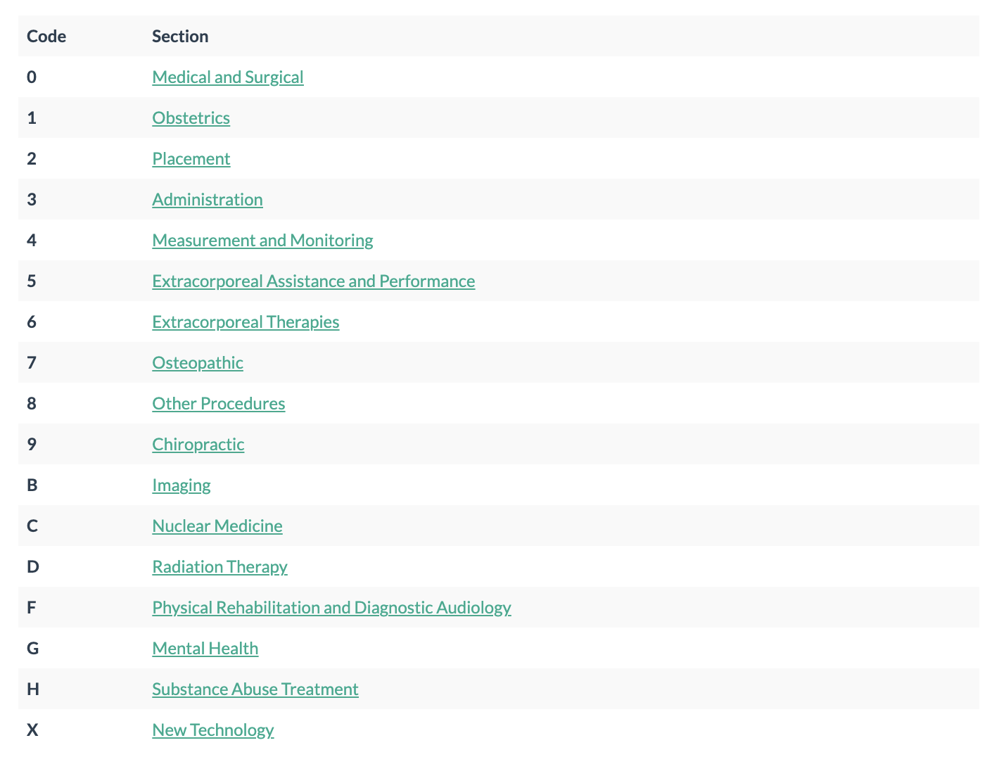 Code Section
0 Medical and Surgical
1 Obstetrics
2 Placement
3 Administration
4 Measurement and Monitoring
5 Extracorporeal Assistance and Performance
6 Extracorporeal Therapies
7 Osteopathic
8 Other Procedures
9 Chiropractic
B Imaging
C Nuclear Medicine
D Radiation Therapy
F Physical Rehabilitation and Diagnostic Audiology
G Mental Health
H Substance Abuse Treatment
X New Technology